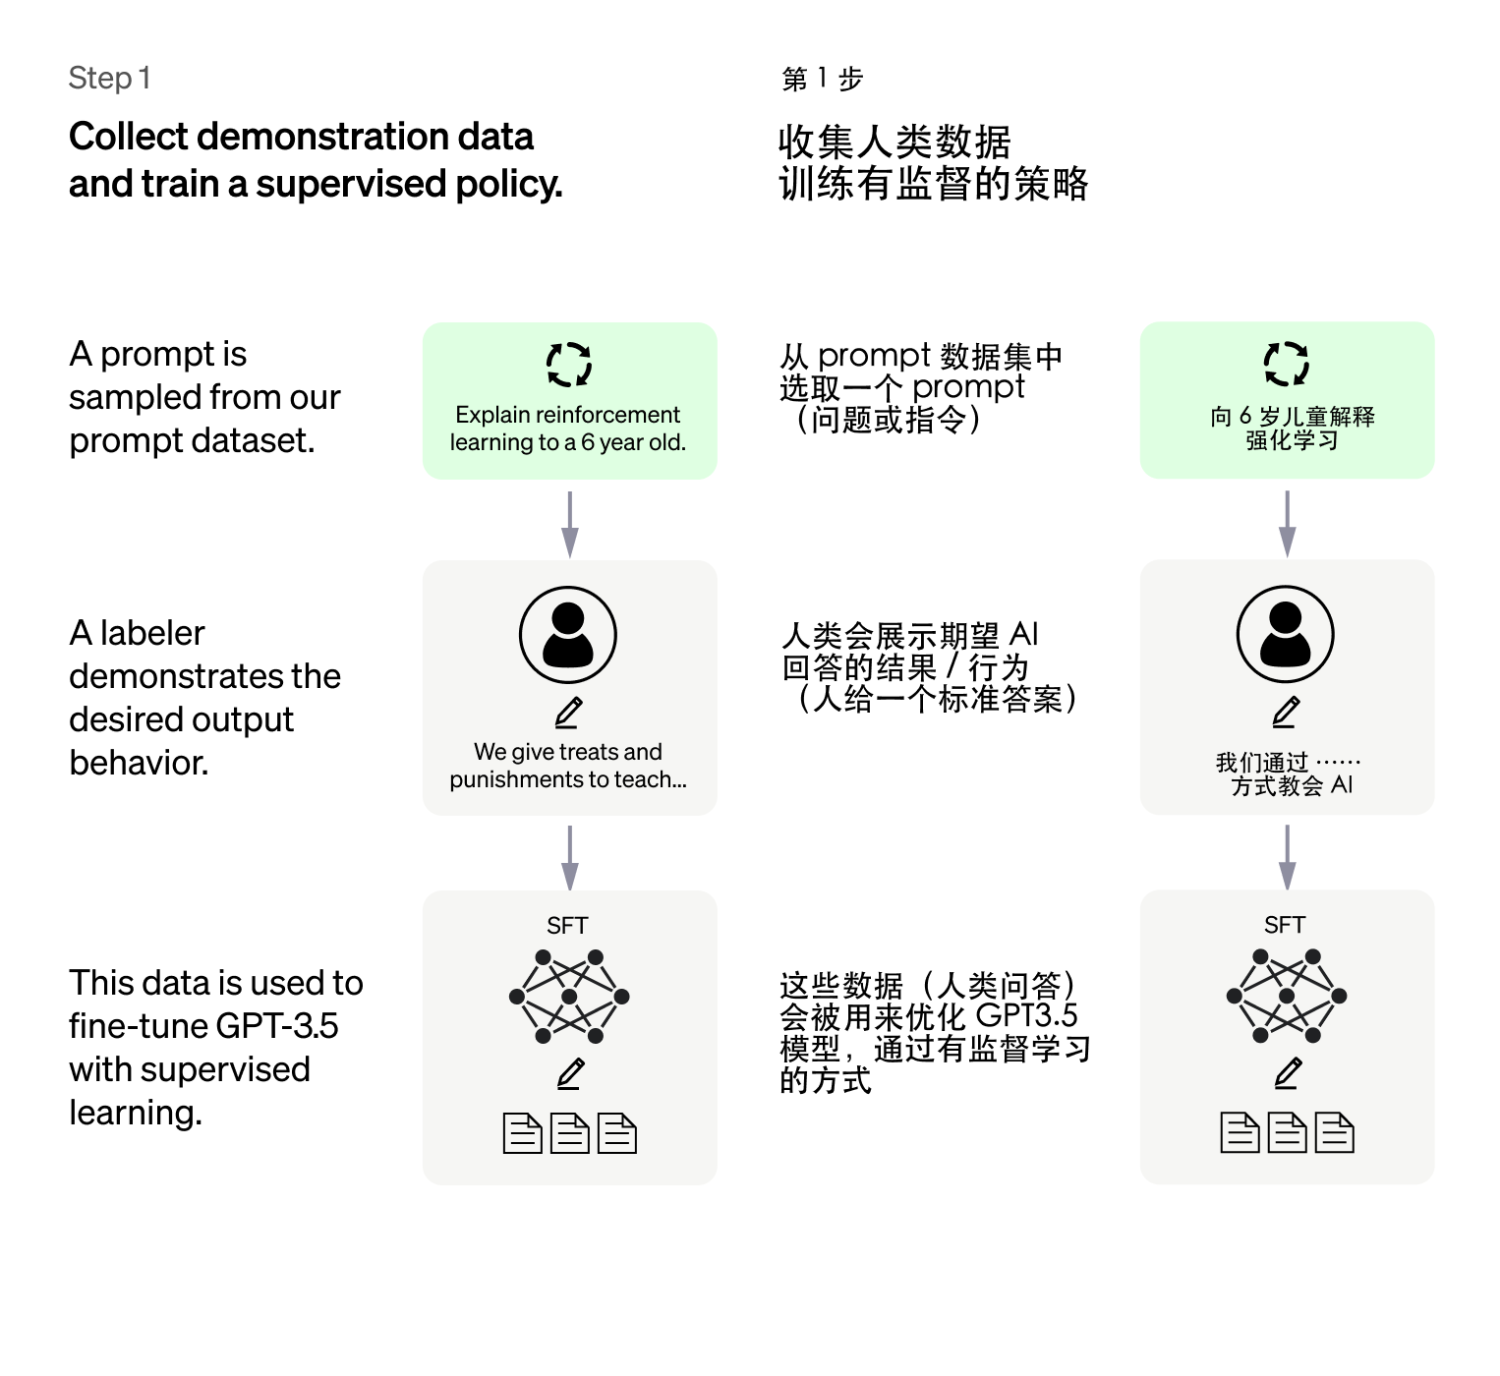 Step 1
Collect demonstration data
and train a supervised policy.
A prompt is
sampled from our
prompt dataset.
Explain reinforcement
learning to a 6 year old.
A labeler
demonstrates the
desired output
behavior.
We give treats and
punishments to teach...
This data is used to
fine-tune GPT-3.5
with supervised
learning.
SFT
第 1 步
收集人类数据
训练有监督的策略
从 prompt 数据集中
选取一个 prompt
（问题或指令）
向 6 岁儿童解释
强化学习
人类会展示期望 AI
回答的结果 / 行为
（人给一个标准答案）
我们通过 ……
方式教会 AI
这些数据（人类问答）
会被用来优化 GPT3.5
模型，通过有监督学习
的方式
SFT